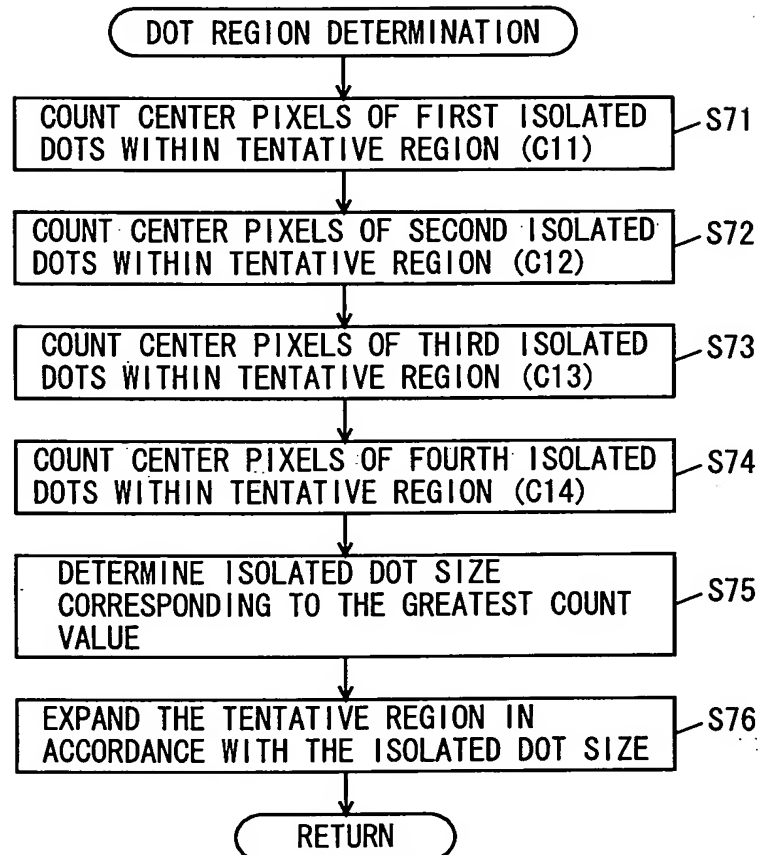 DOT REGION DETERMINATION
COUNT CENTER PIXELS OF FIRST ISOLATED
DOTS WITHIN TENTATIVE REGION (C11)
S71
COUNT CENTER PIXELS OF SECOND ISOLATED
DOTS WITHIN TENTATIVE REGION (C12)
S72
COUNT CENTER PIXELS OF THIRD ISOLATED
DOTS WITHIN TENTATIVE REGION (C13)
S73
COUNT CENTER PIXELS OF FOURTH ISOLATED
DOTS WITHIN TENTATIVE REGION (C14)
S74
DETERMINE ISOLATED DOT SIZE
CORRESPONDING TO THE GREATEST COUNT
VALUE
S75
EXPAND THE TENTATIVE REGION IN
ACCORDANCE WITH THE ISOLATED DOT SIZE
S76
RETURN